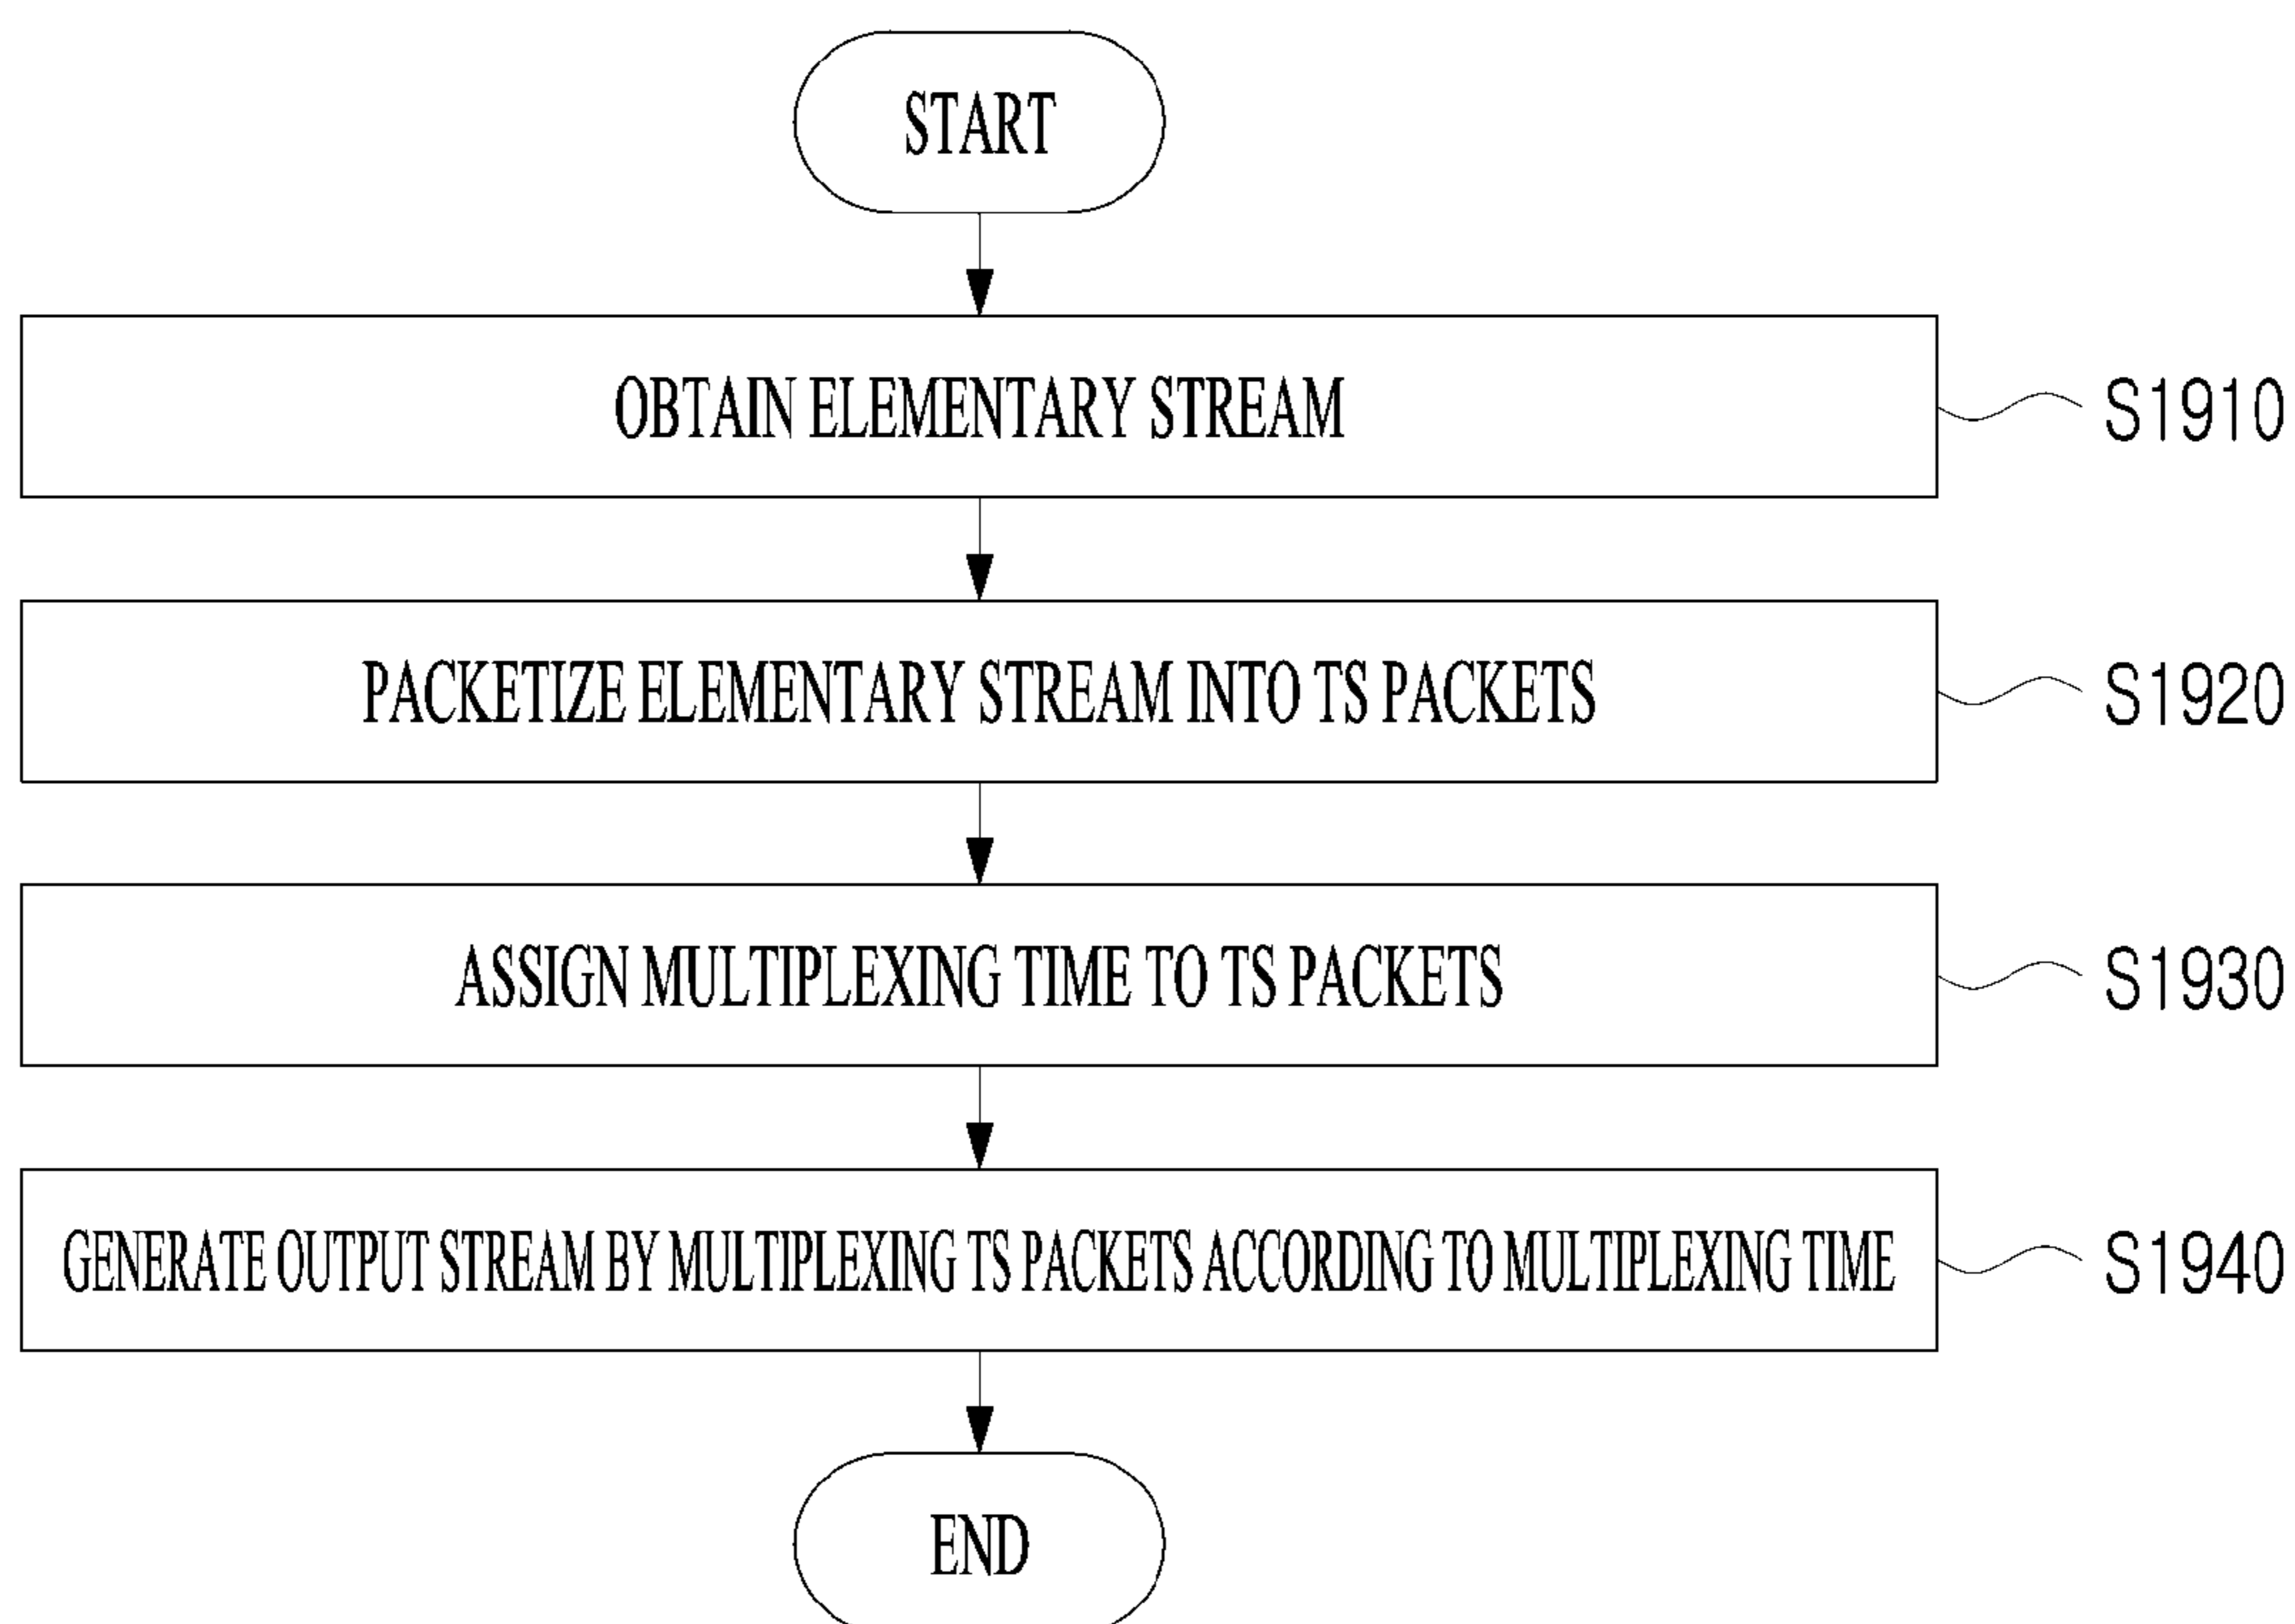 START
OBTAIN ELEMENTARY STREAM
S1910
PACKETIZE ELEMENTARY STREAM INTO TS PACKETS
S1920
ASSIGN MULTIPLEXING TIME TO TS PACKETS
S1930
GENERATE OUTPUT STREAM BY MULTIPLEXING TS PACKETS ACCORDING TO MULTIPLEXING TIME
S1940
END